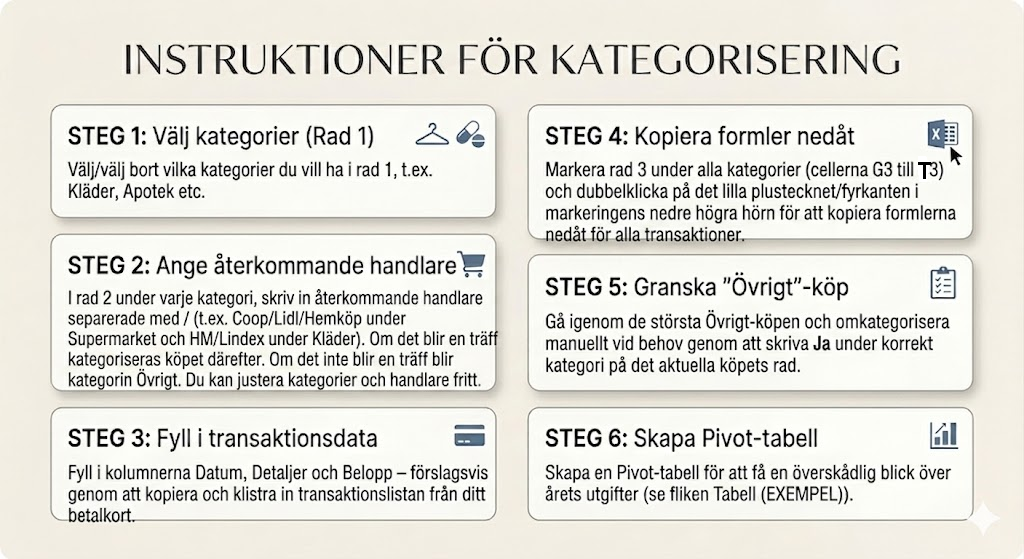 INSTRUKTIONER FÖR KATEGORISERING
STEG 1: Välj kategorier (Rad 1)
Välj/välj bort vilka kategorier du vill ha i rad 1, t.ex.
Kläder, Apotek etc.
STEG 2: Ange återkommande handlare
I rad 2 under varje kategori, skriv in återkommande handlare
separerade med / (t.ex. Coop/Lidl/Hemköp under
Supermarket och HM/Lindex under Kläder). Om det blir en träff
kategoriseras köpet därefter. Om det inte blir en träff blir
kategorin Övrigt. Du kan justera kategorier och handlare fritt.
STEG 3: Fyll i transaktionsdata
Fyll i kolumnerna Datum, Detaljer och Belopp – förslagsvis
genom att kopiera och klistra in transaktionslistan från ditt
betalkort.
STEG 4: Kopiera formler nedåt
X
Markera rad 3 under alla kategorier (cellerna G3 till T3)
och dubbelklicka på det lilla plustecknet/fyrkanten i
markeringens nedre högra hörn för att kopiera formlerna
nedåt för alla transaktioner.
STEG 5: Granska ”Övrigt”-köp
Gå igenom de största Övrigt-köpen och omkategorisera
manuellt vid behov genom att skriva Ja under korrekt
kategori på det aktuella köpets rad.
STEG 6: Skapa Pivot-tabell
Skapa en Pivot-tabell för att få en överskådlig blick över
årets utgifter (se fliken Tabell (EXEMPEL)).